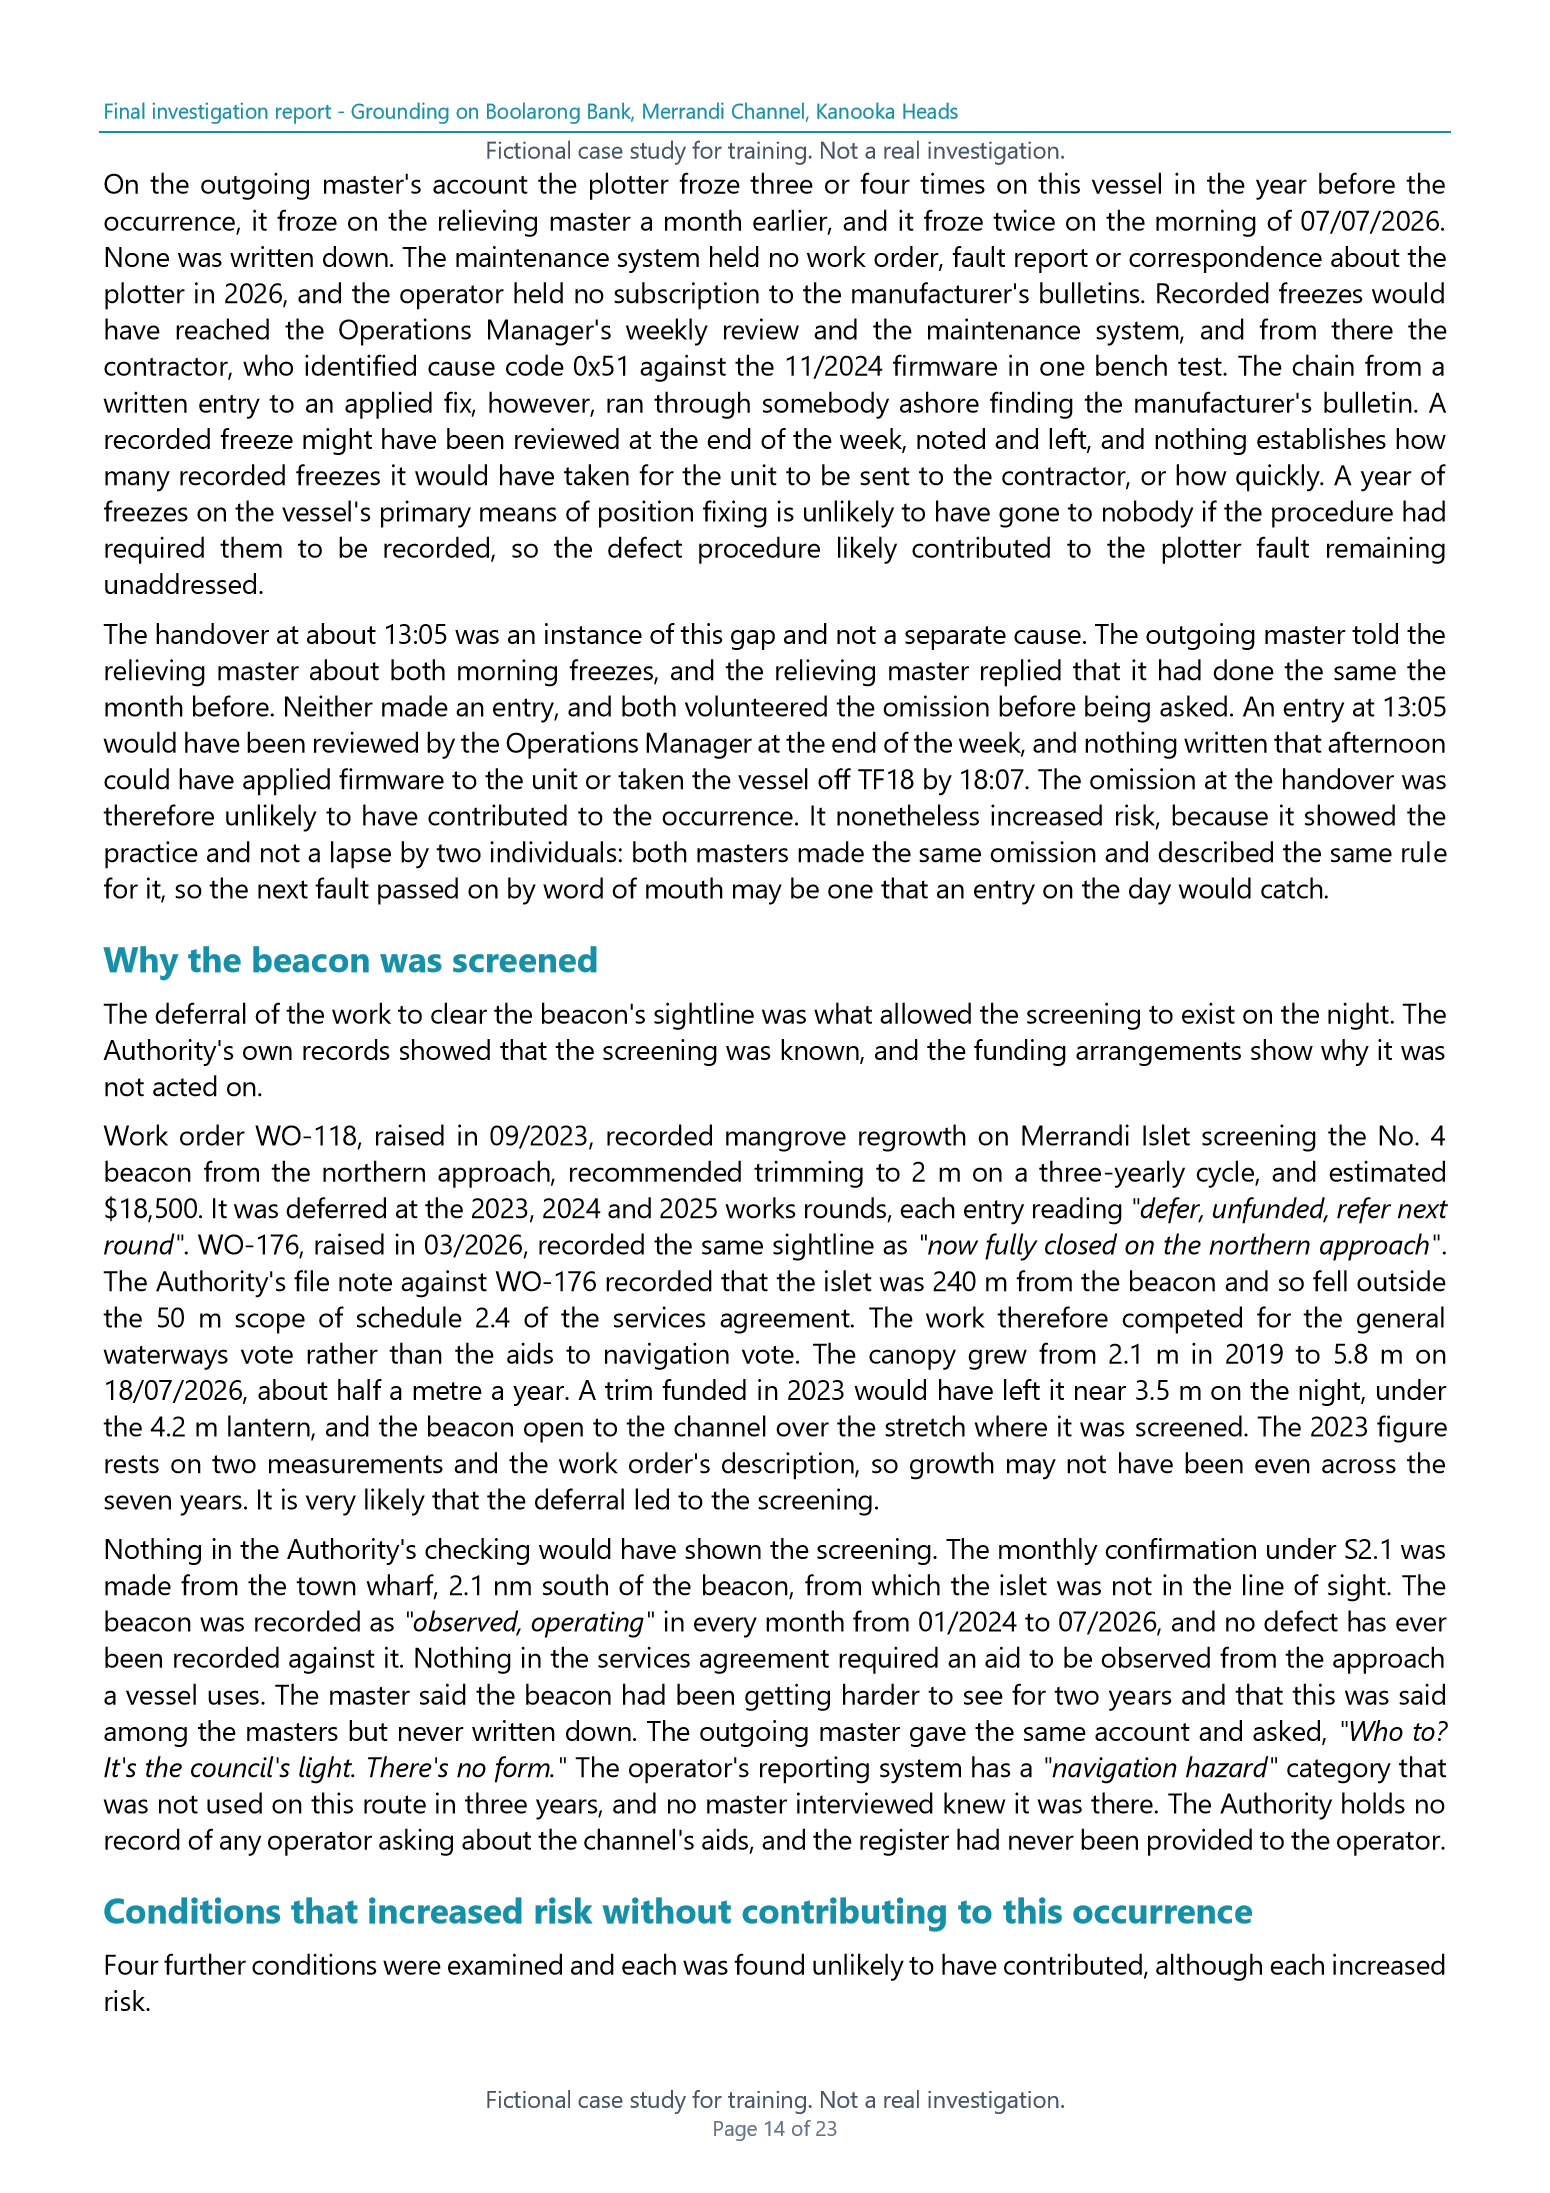 Final investigation report - Grounding on Boolarong Bank, Merrandi Channel, Kanooka Heads
Fictional case study for training. Not a real investigation.
On the outgoing master's account the plotter froze three or four times on this vessel in the year before the
occurrence, it froze on the relieving master a month earlier, and it froze twice on the morning of 07/07/2026.
None was written down. The maintenance system held no work order, fault report or correspondence about the
plotter in 2026, and the operator held no subscription to the manufacturer's bulletins. Recorded freezes would
have reached the Operations Manager's weekly review and the maintenance system, and from there the
contractor, who identified cause code 0x51 against the 11/2024 firmware in one bench test. The chain from a
written entry to an applied fix, however, ran through somebody ashore finding the manufacturer's bulletin. A
recorded freeze might have been reviewed at the end of the week, noted and left, and nothing establishes how
many recorded freezes it would have taken for the unit to be sent to the contractor, or how quickly. A year of
freezes on the vessel's primary means of position fixing is unlikely to have gone to nobody if the procedure had
required them to be recorded, so the defect procedure likely contributed to the plotter fault remaining
unaddressed.
The handover at about 13:05 was an instance of this gap and not a separate cause. The outgoing master told the
relieving master about both morning freezes, and the relieving master replied that it had done the same the
month before. Neither made an entry, and both volunteered the omission before being asked. An entry at 13:05
would have been reviewed by the Operations Manager at the end of the week, and nothing written that afternoon
could have applied firmware to the unit or taken the vessel off TF18 by 18:07. The omission at the handover was
therefore unlikely to have contributed to the occurrence. It nonetheless increased risk, because it showed the
practice and not a lapse by two individuals: both masters made the same omission and described the same rule
for it, so the next fault passed on by word of mouth may be one that an entry on the day would catch.
Why the beacon was screened
The deferral of the work to clear the beacon's sightline was what allowed the screening to exist on the night. The
Authority's own records showed that the screening was known, and the funding arrangements show why it was
not acted on.
Work order WO-118, raised in 09/2023, recorded mangrove regrowth on Merrandi Islet screening the No. 4
beacon from the northern approach, recommended trimming to 2 m on a three-yearly cycle, and estimated
$18,500. It was deferred at the 2023, 2024 and 2025 works rounds, each entry reading "defer, unfunded, refer next
round". WO-176, raised in 03/2026, recorded the same sightline as "now fully closed on the northern approach".
The Authority's file note against WO-176 recorded that the islet was 240 m from the beacon and so fell outside
the 50 m scope of schedule 2.4 of the services agreement. The work therefore competed for the general
waterways vote rather than the aids to navigation vote. The canopy grew from 2.1 m in 2019 to 5.8 m on
18/07/2026, about half a metre a year. A trim funded in 2023 would have left it near 3.5 m on the night, under
the 4.2 m lantern, and the beacon open to the channel over the stretch where it was screened. The 2023 figure
rests on two measurements and the work order's description, so growth may not have been even across the
seven years. It is very likely that the deferral led to the screening.
Nothing in the Authority's checking would have shown the screening. The monthly confirmation under S2.1 was
made from the town wharf, 2.1 nm south of the beacon, from which the islet was not in the line of sight. The
beacon was recorded as "observed, operating" in every month from 01/2024 to 07/2026, and no defect has ever
been recorded against it. Nothing in the services agreement required an aid to be observed from the approach
a vessel uses. The master said the beacon had been getting harder to see for two years and that this was said
among the masters but never written down. The outgoing master gave the same account and asked, "Who to?
It's the council's light. There's no form." The operator's reporting system has a "navigation hazard" category that
was not used on this route in three years, and no master interviewed knew it was there. The Authority holds no
record of any operator asking about the channel's aids, and the register had never been provided to the operator.
Conditions that increased risk without contributing to this occurrence
Four further conditions were examined and each was found unlikely to have contributed, although each increased
risk.
Fictional case study for training. Not a real investigation.
Page 14 of 23